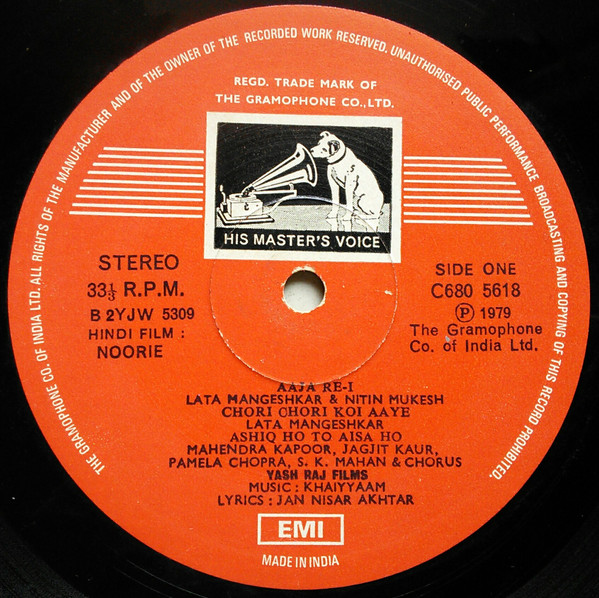 THE GRAMOPHONE CO. OF INDIA LTD. ALL RIGHTS OF THE MANUFACTURER AND OF THE OWNER OF THE RECORDED WORK RESERVED. UNAUTHORISED PUBLIC PERFORMANCE BROADCASTING AND COPYING OF THIS RECORD PROHIBITED.
REGD. TRADE MARK OF
THE GRAMOPHONE CO., LTD.
HIS MASTER'S VOICE
STEREO
33⅓ R.P.M.
B 2YJW 5309
HINDI FILM :
NOORIE
SIDE ONE
C680 5618
Ⓟ 1979
The Gramophone
Co. of India Ltd.
AAJA RE-I
LATA MANGESHKAR & NITIN MUKESH
CHORI CHORI KOI AAYE
LATA MANGESHKAR
ASHIQ HO TO AISA HO
MAHENDRA KAPOOR, JAGJIT KAUR,
PAMELA CHOPRA, S. K. MAHAN & CHORUS
YASH RAJ FILMS
MUSIC : KHAIYYAAM
LYRICS : JAN NISAR AKHTAR
EMI
MADE IN INDIA